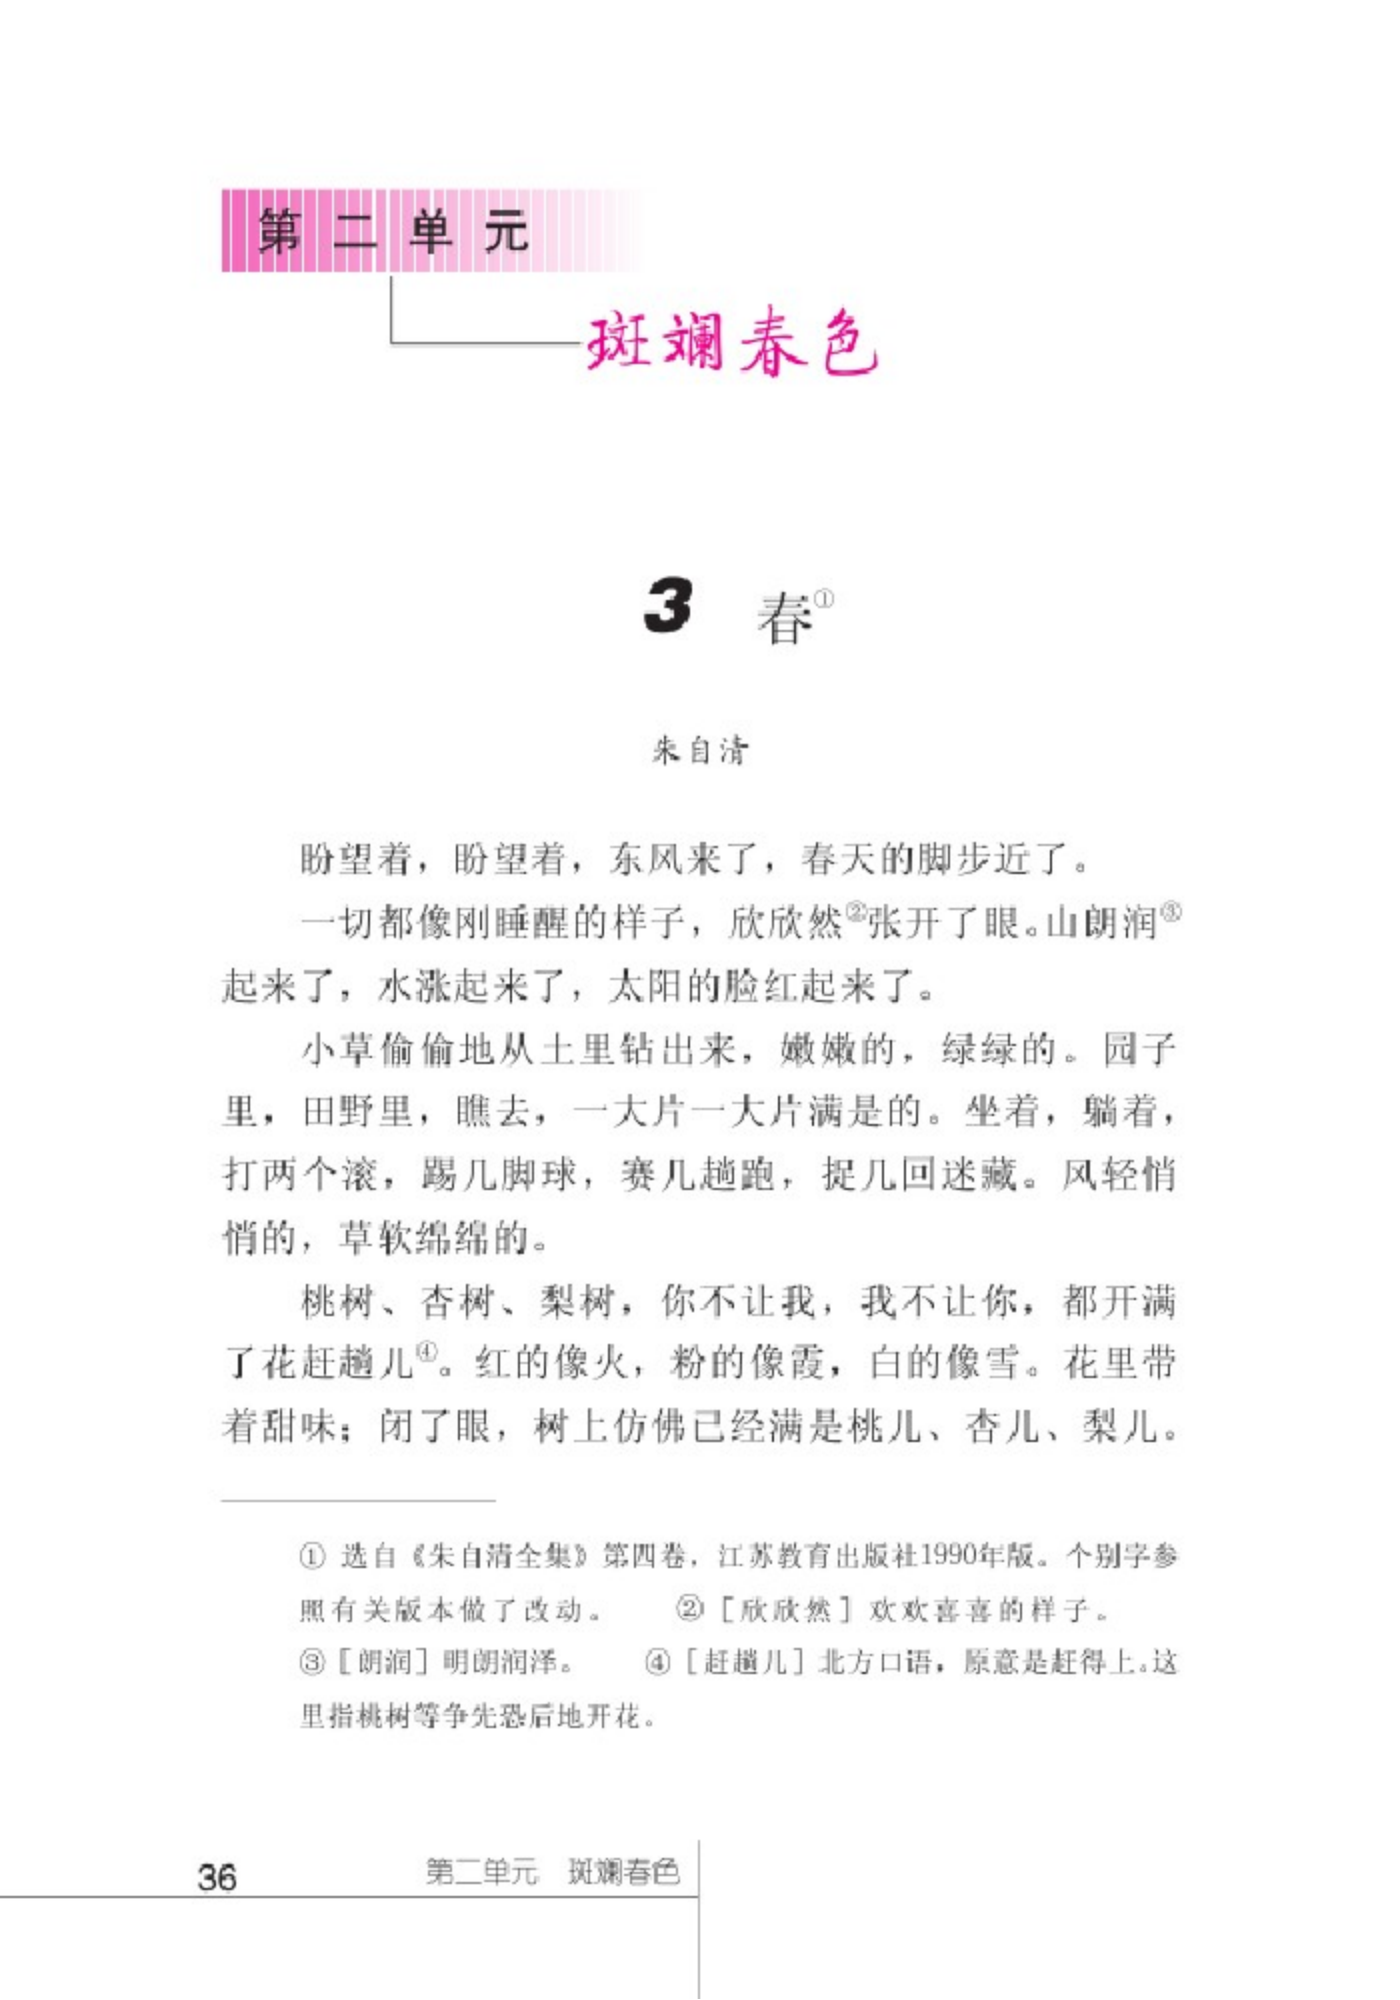 第二单元
斑斓春色
3 春①
朱自清
盼望着，盼望着，东风来了，春天的脚步近了。
一切都像刚睡醒的样子，欣欣然②张开了眼。山朗润③
起来了，水涨起来了，太阳的脸红起来了。
小草偷偷地从土里钻出来，嫩嫩的，绿绿的。园子
里，田野里，瞧去，一大片一大片满是的。坐着，躺着，
打两个滚，踢几脚球，赛几趟跑，捉几回迷藏。风轻悄
悄的，草软绵绵的。
桃树、杏树、梨树，你不让我，我不让你，都开满
了花赶趟儿④。红的像火，粉的像霞，白的像雪。花里带
着甜味；闭了眼，树上仿佛已经满是桃儿、杏儿、梨儿。
① 选自《朱自清全集》第四卷，江苏教育出版社1990年版。个别字参
照有关版本做了改动。 ②［欣欣然］欢欢喜喜的样子。
③［朗润］明朗润泽。 ④［赶趟儿］北方口语，原意是赶得上。这
里指桃树等争先恐后地开花。
36 第二单元 斑斓春色